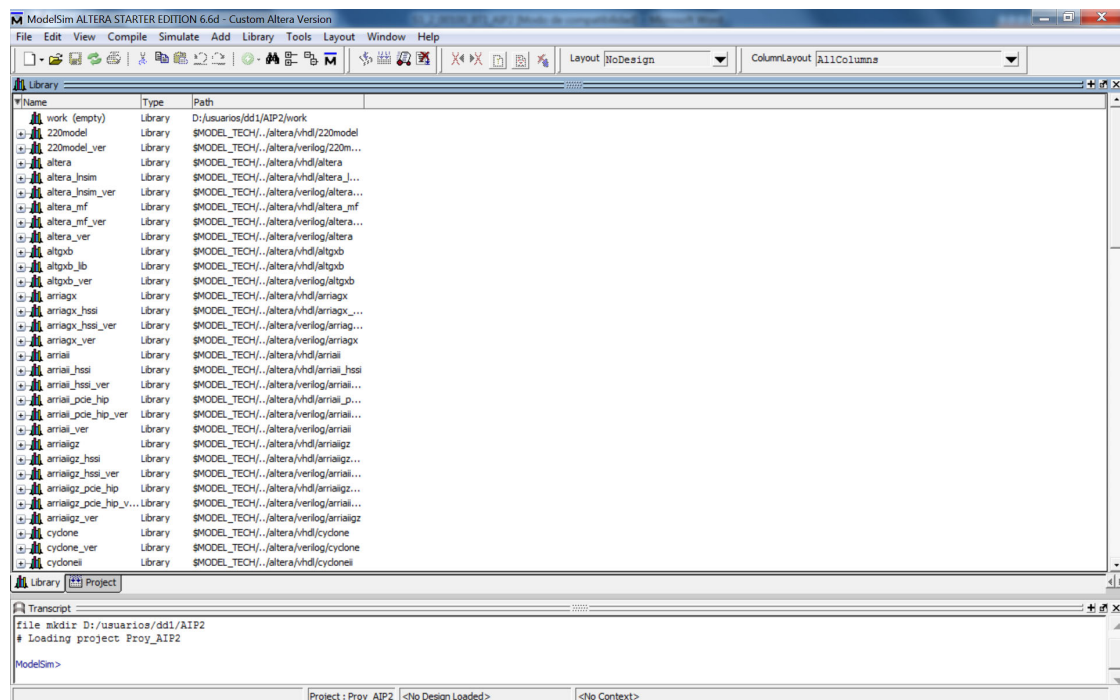 ModelSim ALTERA STARTER EDITION 6.6d - Custom Altera Version
File Edit View Compile Simulate Add Library Tools Layout Window Help
Layout NoDesign ColumnLayout AllColumns
Library
Name Type Path
work (empty) Library D:/usuarios/dd1/AIP2/work
220model Library $MODEL_TECH/../altera/vhdl/220model
220model_ver Library $MODEL_TECH/../altera/verilog/220m...
altera Library $MODEL_TECH/../altera/vhdl/altera
altera_lnsim Library $MODEL_TECH/../altera/vhdl/altera_l...
altera_lnsim_ver Library $MODEL_TECH/../altera/verilog/altera...
altera_mf Library $MODEL_TECH/../altera/vhdl/altera_mf
altera_mf_ver Library $MODEL_TECH/../altera/verilog/altera...
altera_ver Library $MODEL_TECH/../altera/verilog/altera
altgxb Library $MODEL_TECH/../altera/vhdl/altgxb
altgxb_lib Library $MODEL_TECH/../altera/vhdl/altgxb
altgxb_ver Library $MODEL_TECH/../altera/verilog/altgxb
arriagx Library $MODEL_TECH/../altera/vhdl/arriagx
arriagx_hssi Library $MODEL_TECH/../altera/vhdl/arriagx_...
arriagx_hssi_ver Library $MODEL_TECH/../altera/verilog/arriag...
arriagx_ver Library $MODEL_TECH/../altera/verilog/arriagx
arriaii Library $MODEL_TECH/../altera/vhdl/arriaii
arriaii_hssi Library $MODEL_TECH/../altera/vhdl/arriaii_hssi
arriaii_hssi_ver Library $MODEL_TECH/../altera/verilog/arriaii...
arriaii_pcie_hip Library $MODEL_TECH/../altera/vhdl/arriaii_p...
arriaii_pcie_hip_ver Library $MODEL_TECH/../altera/verilog/arriaii...
arriaii_ver Library $MODEL_TECH/../altera/verilog/arriaii
arriaiigz Library $MODEL_TECH/../altera/vhdl/arriaiigz
arriaiigz_hssi Library $MODEL_TECH/../altera/vhdl/arriaiigz...
arriaiigz_hssi_ver Library $MODEL_TECH/../altera/verilog/arriaii...
arriaiigz_pcie_hip Library $MODEL_TECH/../altera/vhdl/arriaiigz...
arriaiigz_pcie_hip_v... Library $MODEL_TECH/../altera/verilog/arriaii...
arriaiigz_ver Library $MODEL_TECH/../altera/verilog/arriaiigz
cyclone Library $MODEL_TECH/../altera/vhdl/cyclone
cyclone_ver Library $MODEL_TECH/../altera/verilog/cyclone
cycloneii Library $MODEL_TECH/../altera/vhdl/cycloneii
Library Project
Transcript
file mkdir D:/usuarios/dd1/AIP2
# Loading project Proy_AIP2
ModelSim>
Project : Proy_AIP2 <No Design Loaded> <No Context>